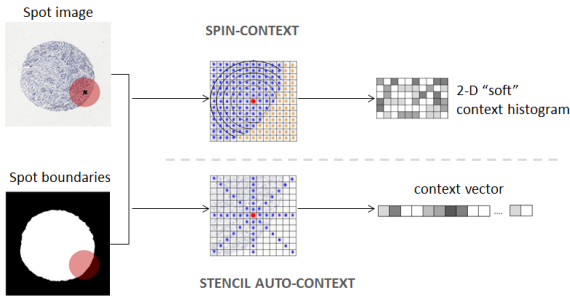 Spot image
SPIN-CONTEXT
2-D “soft”
context histogram
Spot boundaries
context vector
....
STENCIL AUTO-CONTEXT